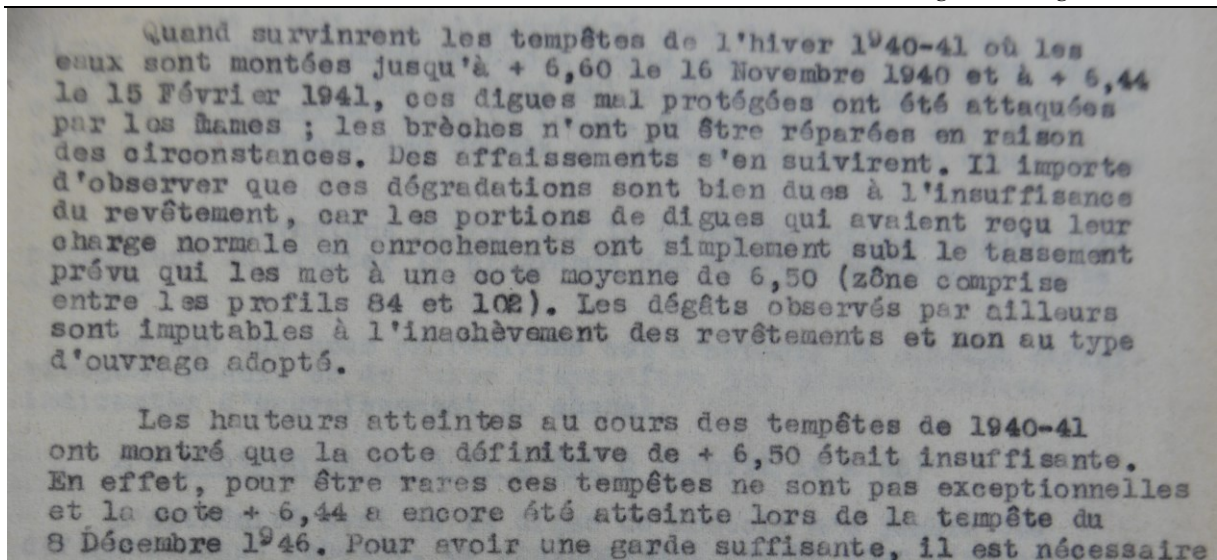 Quand survinrent les tempêtes de l'hiver 1940-41 où les
eaux sont montées jusqu'à + 6,60 le 16 Novembre 1940 et à + 6,44
le 15 Février 1941, ces digues mal protégées ont été attaquées
par les lames ; les brèches n'ont pu être réparées en raison
des circonstances. Des affaissements s'en suivirent. Il importe
d'observer que ces dégradations sont bien dues à l'insuffisance
du revêtement, car les portions de digues qui avaient reçu leur
charge normale en enrochements ont simplement subi le tassement
prévu qui les met à une cote moyenne de 6,50 (zône comprise
entre les profils 84 et 102). Les dégâts observés par ailleurs
sont imputables à l'inachèvement des revêtements et non au type
d'ouvrage adopté.
Les hauteurs atteintes au cours des tempêtes de 1940-41
ont montré que la cote définitive de + 6,50 était insuffisante.
En effet, pour être rares ces tempêtes ne sont pas exceptionnelles
et la cote + 6,44 a encore été atteinte lors de la tempête du
8 Décembre 1946. Pour avoir une garde suffisante, il est nécessaire